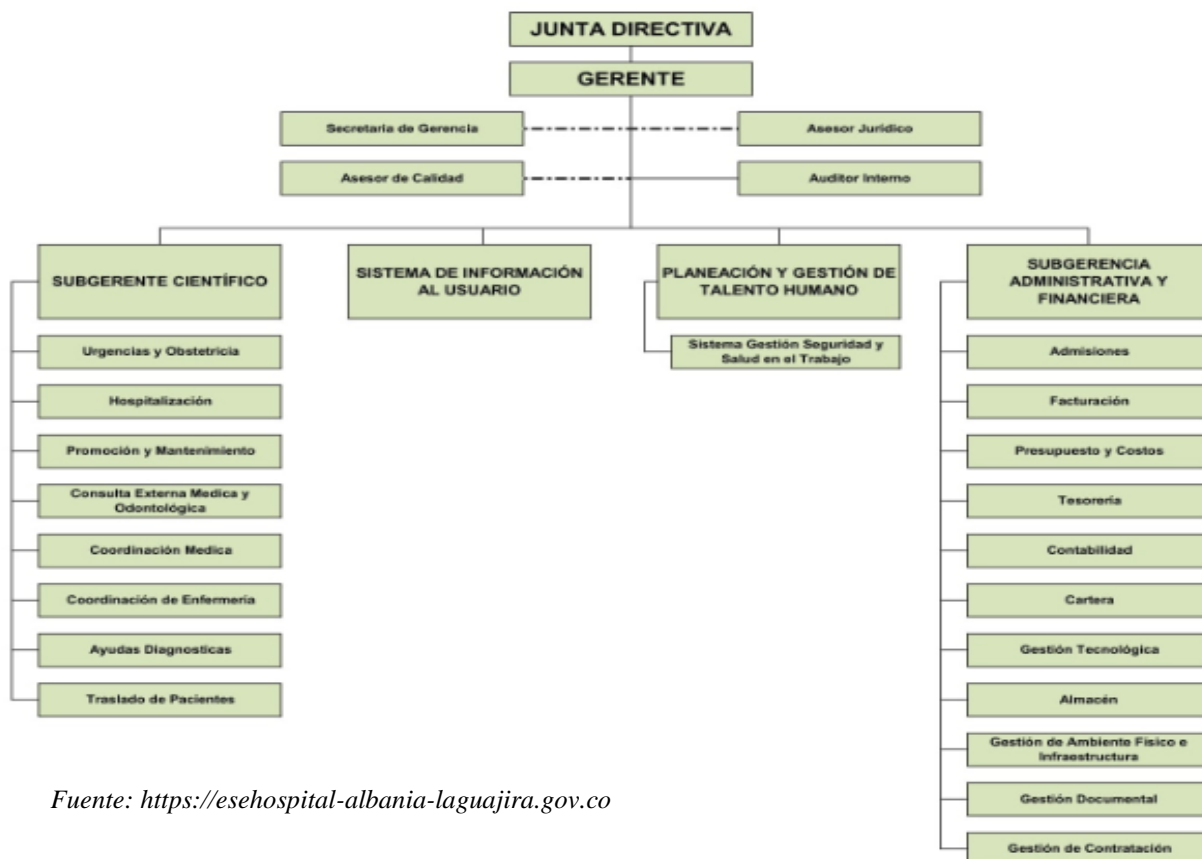 JUNTA DIRECTIVA
GERENTE
Secretaria de Gerencia
Asesor Jurídico
Asesor de Calidad
Auditor Interno
SUBGERENTE CIENTÍFICO
SISTEMA DE INFORMACIÓN
AL USUARIO
PLANEACIÓN Y GESTIÓN DE
TALENTO HUMANO
SUBGERENCIA
ADMINISTRATIVA Y
FINANCIERA
Urgencias y Obstetricia
Hospitalización
Promoción y Mantenimiento
Consulta Externa Medica y
Odontológica
Coordinación Medica
Coordinación de Enfermería
Ayudas Diagnosticas
Traslado de Pacientes
Sistema Gestión Seguridad y
Salud en el Trabajo
Admisiones
Facturación
Presupuesto y Costos
Tesorería
Contabilidad
Cartera
Gestión Tecnológica
Almacén
Gestión de Ambiente Físico e
Infraestructura
Gestión Documental
Gestión de Contratación
Fuente: https://esehospital-albania-laguajira.gov.co